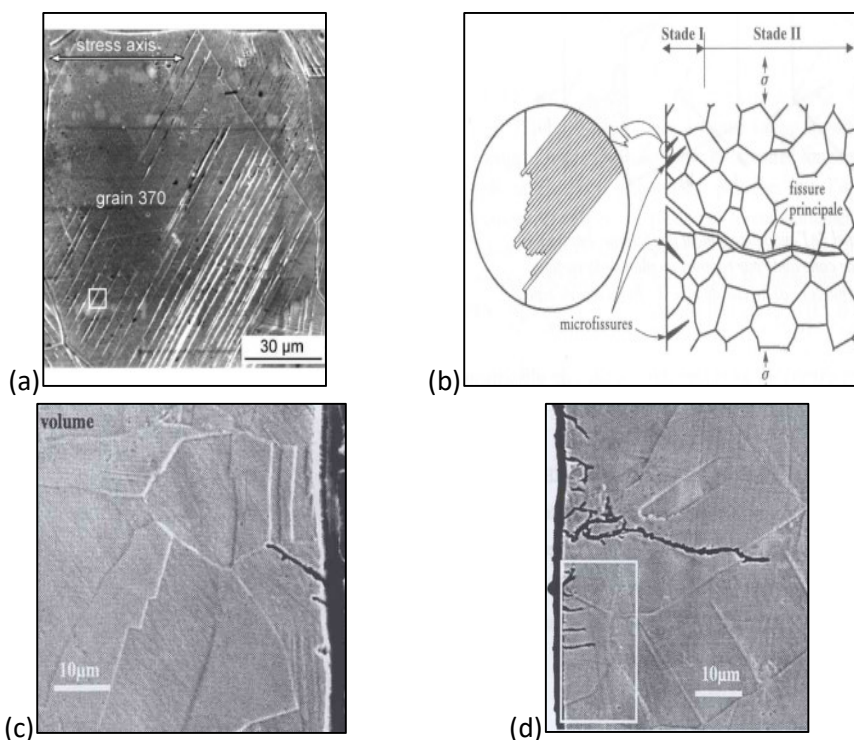 stress axis
grain 370
30 µm
(a)
Stade I
Stade II
σ
fissure
principale
microfissures
σ
(b)
volume
10µm
(c)
10µm
(d)